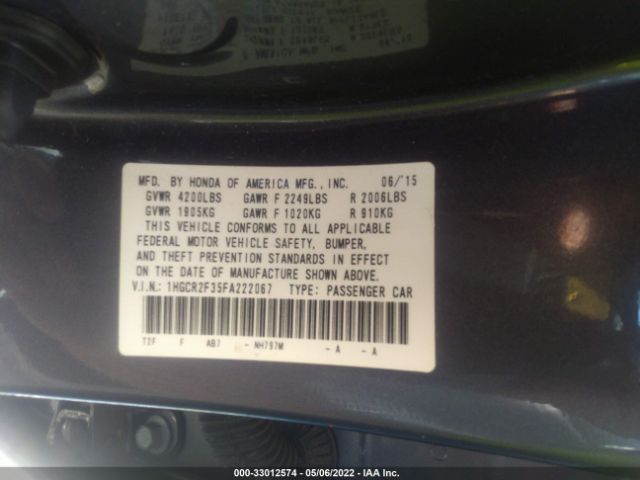 MFD. BY HONDA OF AMERICA MFG., INC. 06/'15
GVWR 4200LBS GAWR F 2249LBS R 2006LBS
GVWR 1905KG GAWR F 1020KG R 910KG
THIS VEHICLE CONFORMS TO ALL APPLICABLE
FEDERAL MOTOR VEHICLE SAFETY, BUMPER,
AND THEFT PREVENTION STANDARDS IN EFFECT
ON THE DATE OF MANUFACTURE SHOWN ABOVE.
V.I.N.: 1HGCR2F35FA222067 TYPE: PASSENGER CAR
T2F F AB7 - NH797M - A - A
000-33012574 - 05/06/2022 - IAA Inc.